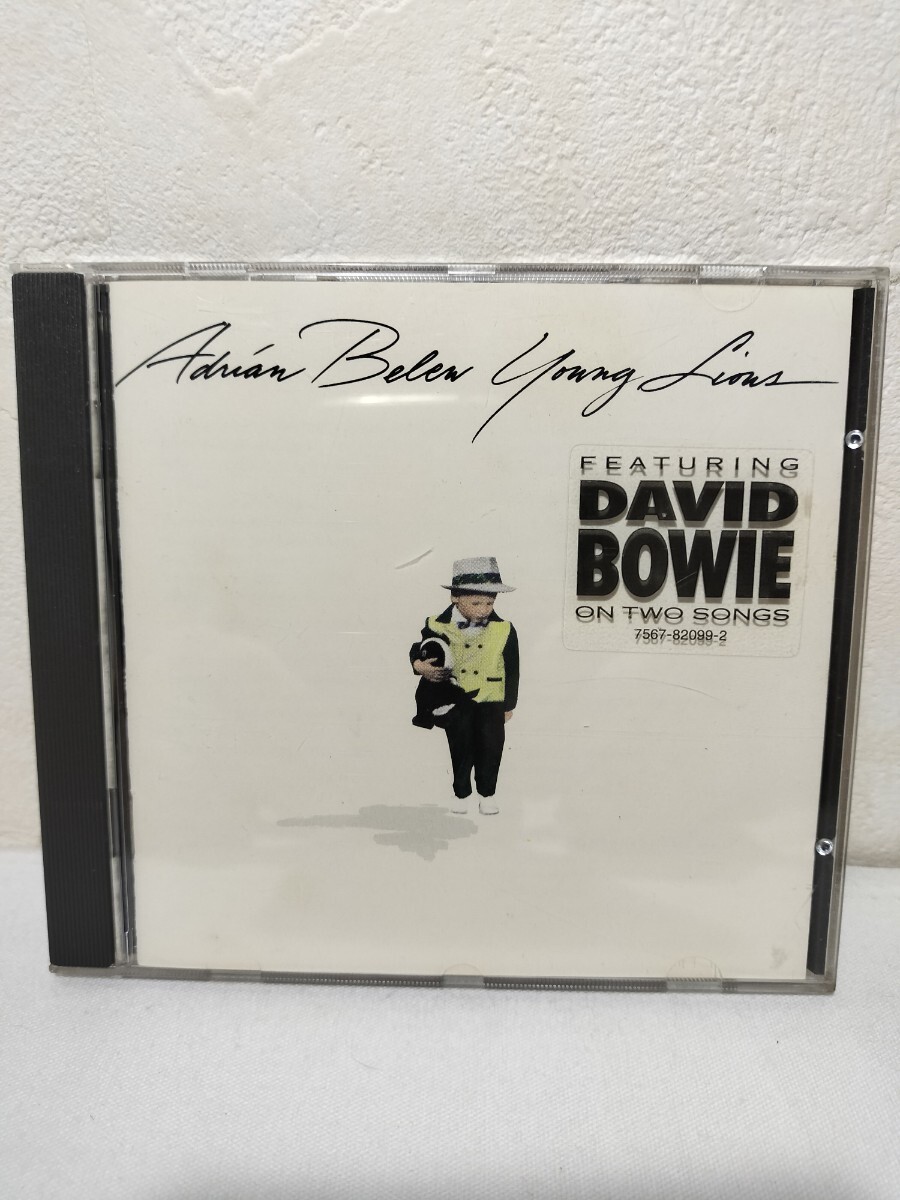 Adrian Belew Young Lions
FEATURING
DAVID
BOWIE
ON TWO SONGS
7567-82099-2